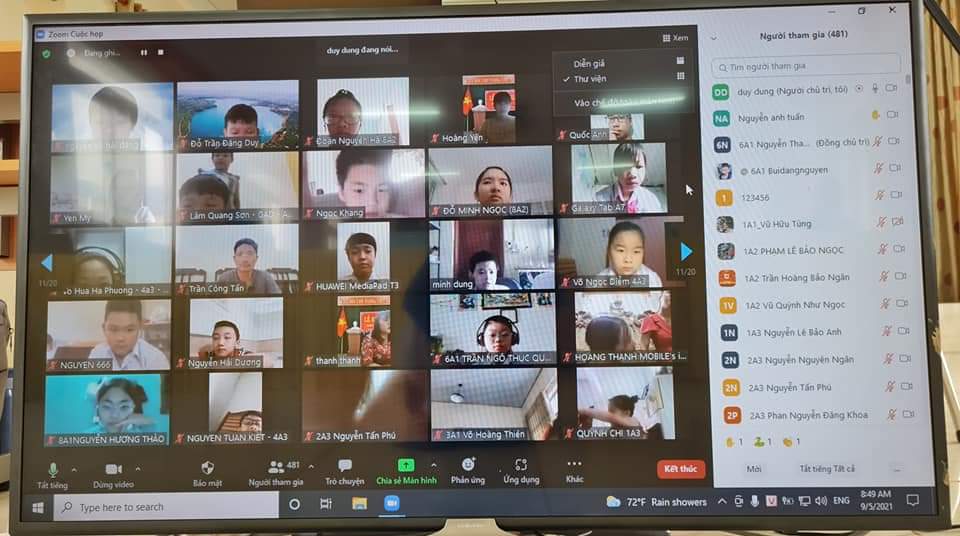 Zoom Cuộc họp
Đang ghi...
duy dung đang nói...
Xem
Diễn giả
Thư viện
Đỗ Trần Đăng Duy
Đoàn Nguyên Hà 8A2
Hoàng Yến
Quốc Anh
Yen My
Lâm Quang Sơn - 6A6 - A...
Ngoc Khang
ĐỖ MINH NGỌC (8A2)
Galaxy Tab A7
11/20
Võ Hua Ha Phuong - 4a3 -
Trần Công Tấn
HUAWEI MediaPad T3
minh dung
Võ Ngọc Diễm 4A2
11/20
NGUYEN 666
Nguyễn Hải Dương
thanh thanh
6A1 TRẦN NGÔ THỤC QU...
HOANG THANH MOBILE's i...
8A1NGUYỄN HƯƠNG THẢO
NGUYEN TUAN KIET - 4A3
2A3 Nguyễn Tấn Phú
3A1 Võ Hoàng Thiên
QUỲNH CHI 1A3
Người tham gia (481)
Tìm người tham gia
DD duy dung (Người chủ trì, tôi)
NA Nguyễn anh tuấn
6N 6A1 Nguyễn Tha... (Đồng chủ trì)
@ 6A1 Buidangnguyen
1 123456
1A1_Vũ Hữu Tùng
1A2 PHAM LÊ BẢO NGỌC
1A2 Trần Hoàng Bảo Ngân
1V 1A2 Vũ Quỳnh Như Ngọc
1N 1A3 Nguyễn Lê Bảo Anh
2N 2A3 Nguyễn Nguyên Ngân
2N 2A3 Nguyễn Tấn Phú
2P 2A3 Phan Nguyễn Đăng Khoa
1 1 1
Mời
Tắt tiếng Tất cả
...
Tắt tiếng
Dừng video
Bảo mật
481
Người tham gia
Trò chuyện
Chia sẻ Màn hình
Phản ứng
Ứng dụng
Khác
Kết thúc
Type here to search
72°F Rain showers
ENG
8:49 AM
9/5/2021
SAMSUNG